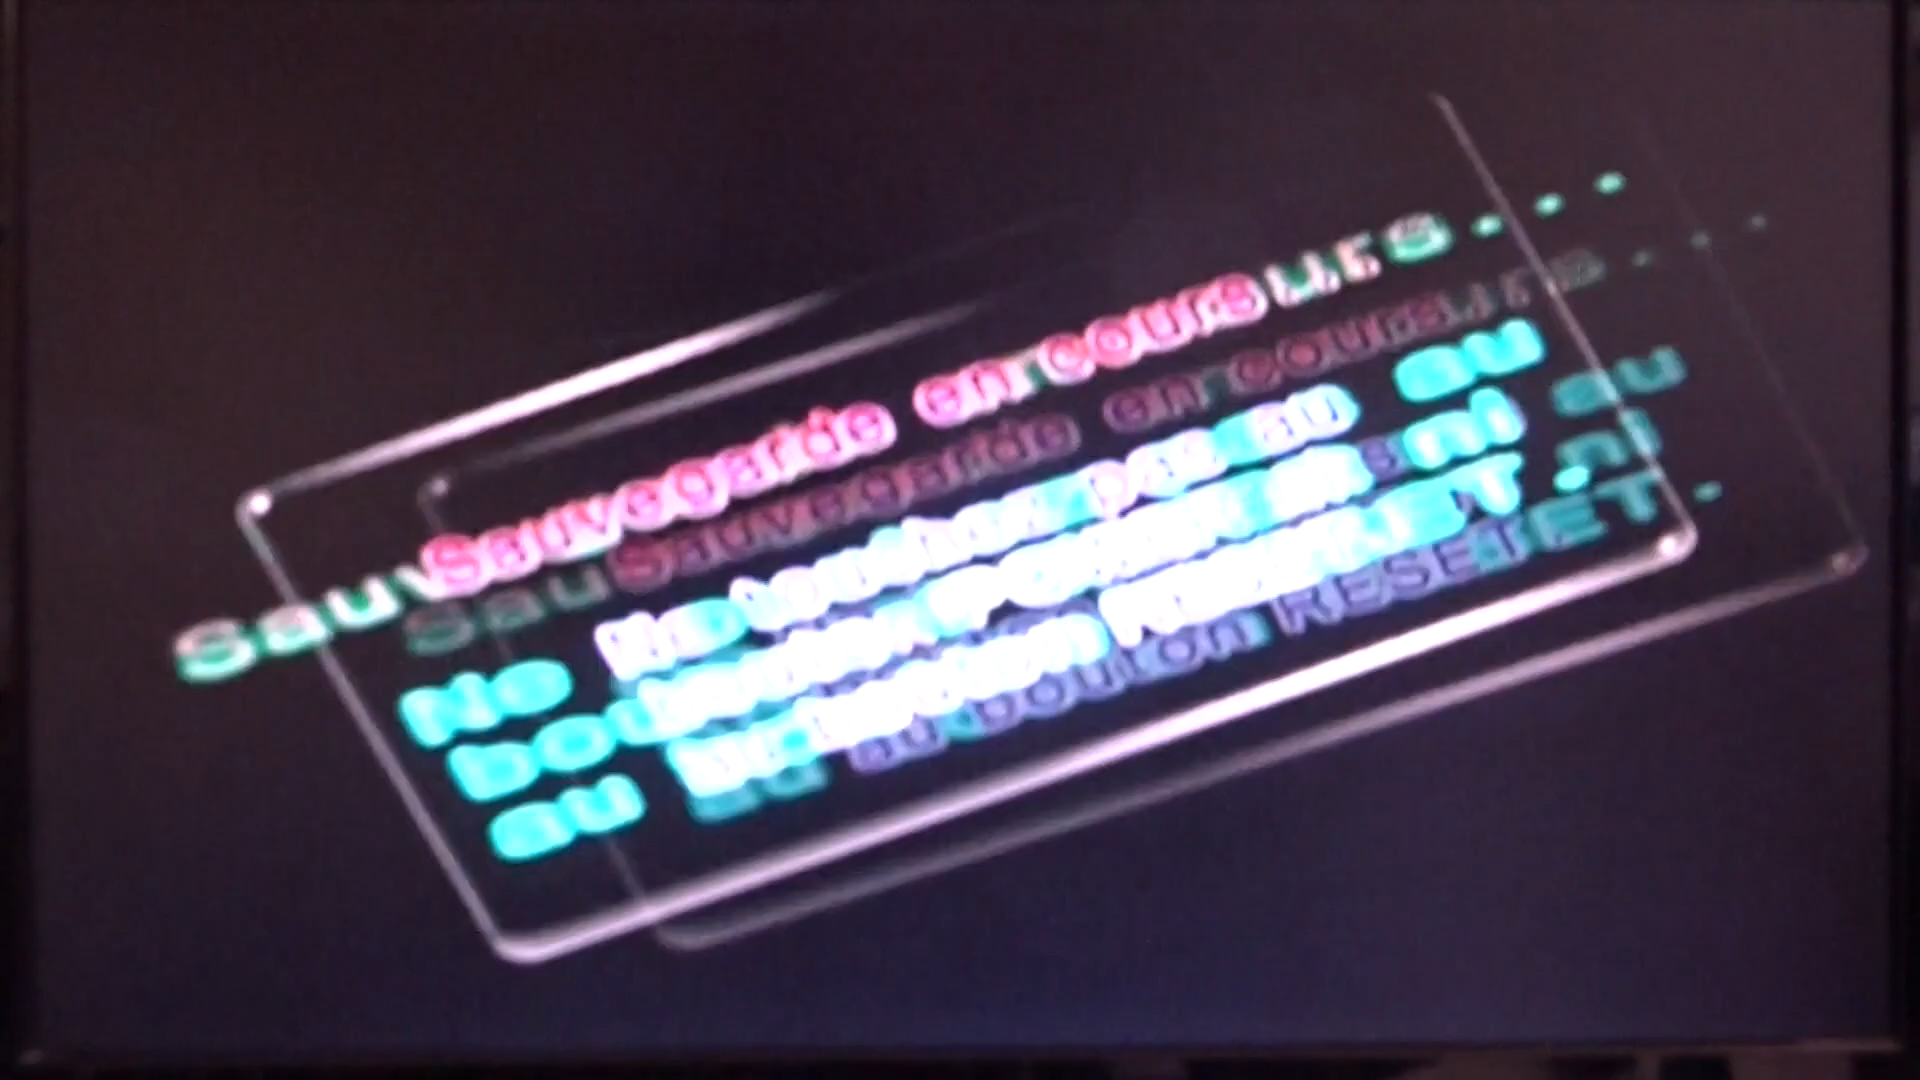 Sauvegarde en cours...
Ne touchez pas au
bouton POWER ni
au bouton RESET.